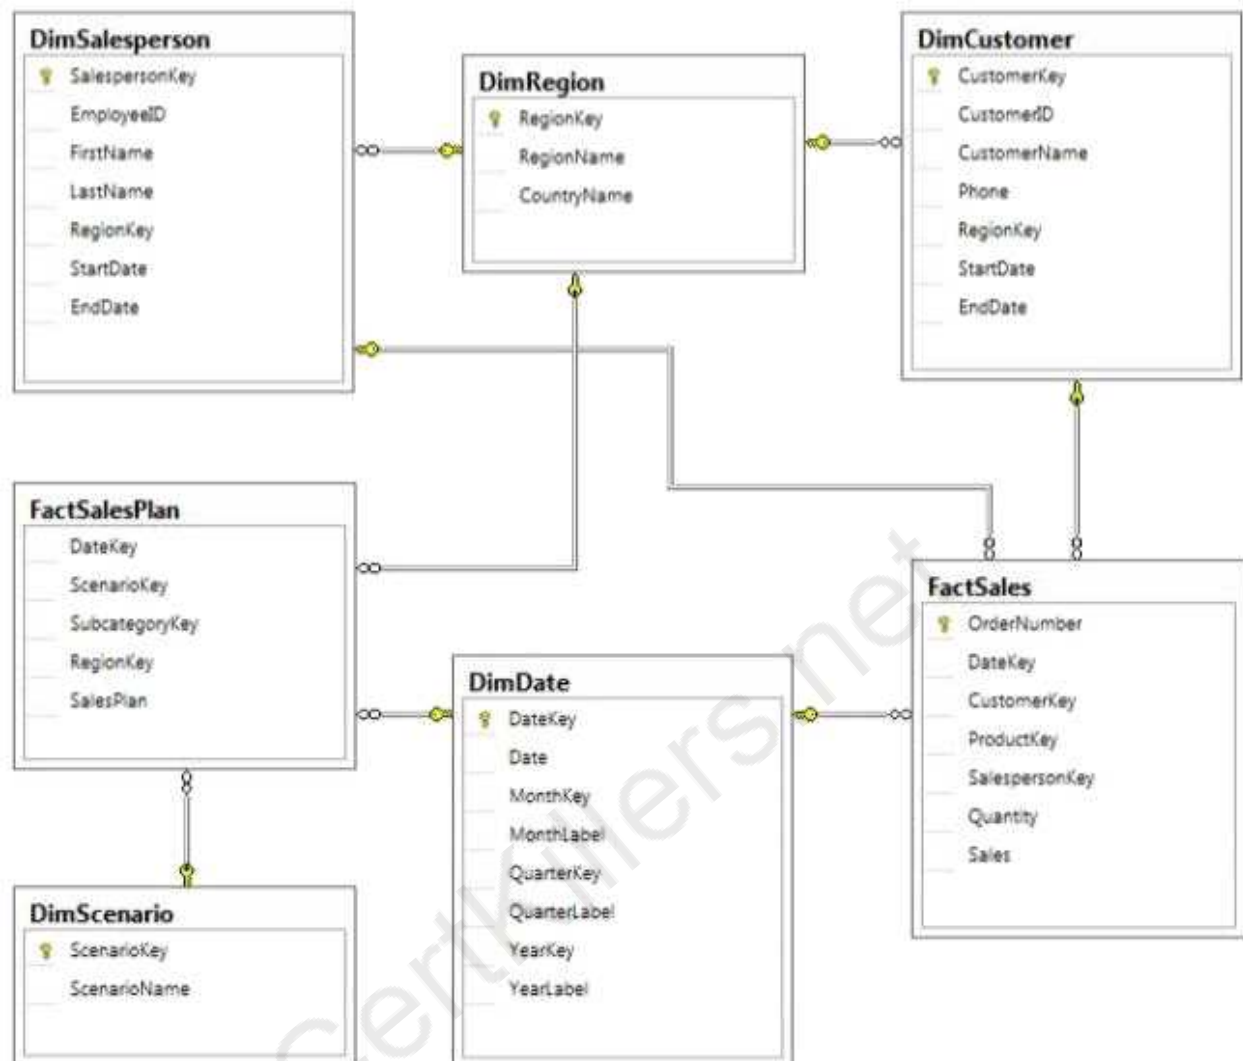 DimSalesperson
SalespersonKey
EmployeeID
FirstName
LastName
RegionKey
StartDate
EndDate
DimRegion
RegionKey
RegionName
CountryName
DimCustomer
CustomerKey
CustomerID
CustomerName
Phone
RegionKey
StartDate
EndDate
FactSalesPlan
DateKey
ScenarioKey
SubcategoryKey
RegionKey
SalesPlan
DimDate
DateKey
Date
MonthKey
MonthLabel
QuarterKey
QuarterLabel
YearKey
YearLabel
FactSales
OrderNumber
DateKey
CustomerKey
ProductKey
SalespersonKey
Quantity
Sales
DimScenario
ScenarioKey
ScenarioName
CertKillers.net